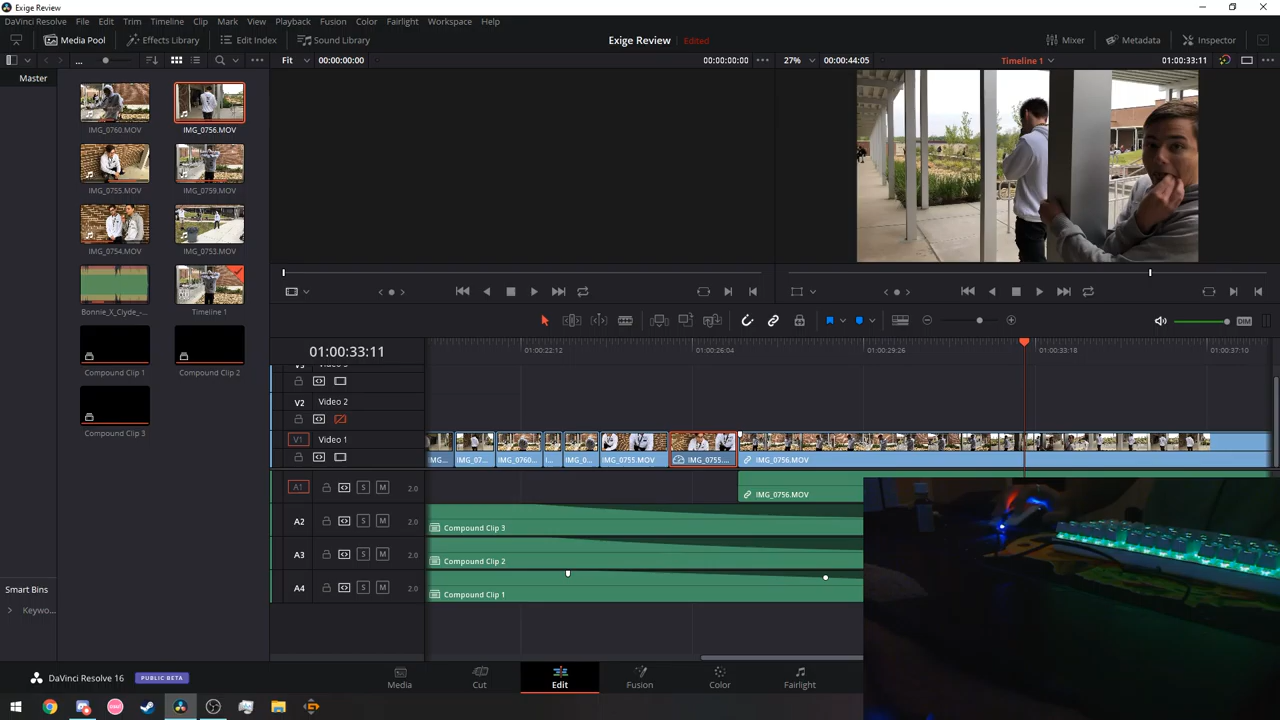 Exige Review
DaVinci Resolve File Edit Trim Timeline Clip Mark View Playback Fusion Color Fairlight Workspace Help
Media Pool Effects Library Edit Index Sound Library Exige Review Edited Mixer Metadata Inspector
... Fit 00:00:00:00 00:00:00:00 27% 00:00:44:05 Timeline 1 01:00:33:11
Master
IMG_0760.MOV IMG_0756.MOV
IMG_0755.MOV IMG_0759.MOV
IMG_0754.MOV IMG_0753.MOV
Bonnie_X_Clyde_-... Timeline 1
Compound Clip 1 Compound Clip 2
Compound Clip 3
DIM
01:00:33:11 01:00:22:12 01:00:26:04 01:00:29:26 01:00:33:18 01:00:37:10
V2 Video 2
V1 Video 1
IMG... IMG_07... IMG_0760... I... IMG_0... IMG_0755.MOV IMG_0755.... IMG_0756.MOV
A1 S M 2.0 IMG_0756.MOV
A2 S M 2.0 Compound Clip 3
A3 S M 2.0 Compound Clip 2
A4 S M 2.0 Compound Clip 1
Smart Bins
Keywo...
DaVinci Resolve 16 PUBLIC BETA Media Cut Edit Fusion Color Fairlight
osu!